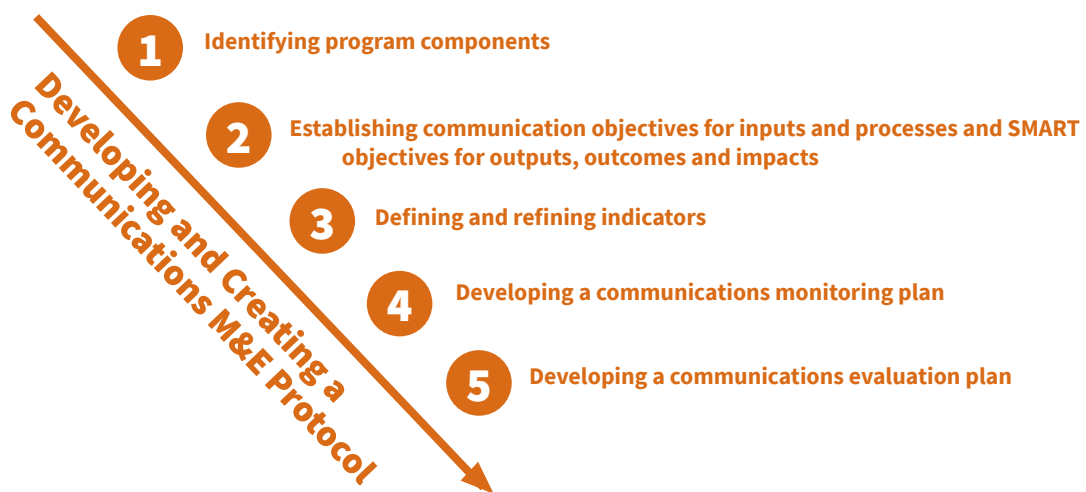 Developing and Creating a
Communications M&E Protocol
1
Identifying program components
2
Establishing communication objectives for inputs and processes and SMART
objectives for outputs, outcomes and impacts
3
Defining and refining indicators
4
Developing a communications monitoring plan
5
Developing a communications evaluation plan